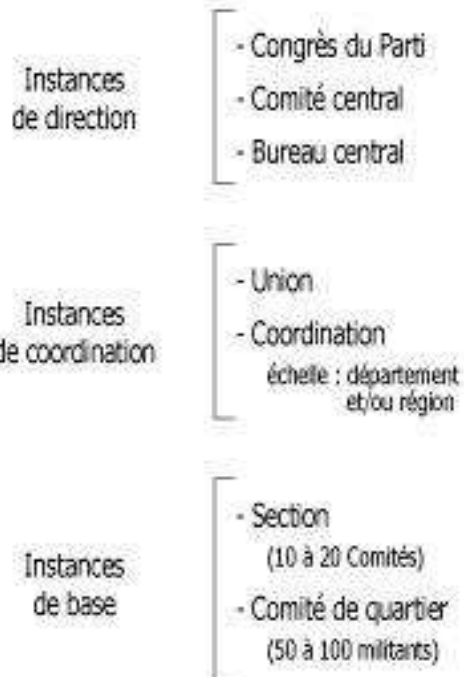 Instances
de direction
- Congrès du Parti
- Comité central
- Bureau central
Instances
de coordination
- Union
- Coordination
échelle : département
et/ou région
Instances
de base
- Section
(10 à 20 Comités)
- Comité de quartier
(50 à 100 militants)